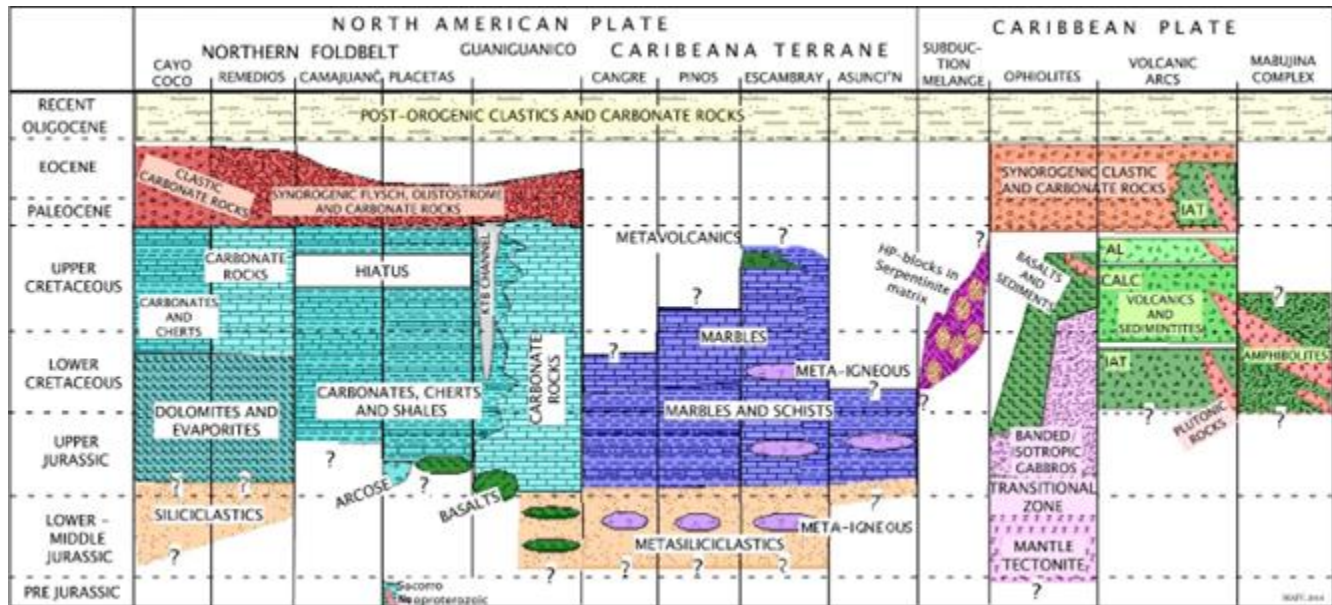 NORTH AMERICAN PLATE
CARIBBEAN PLATE
NORTHERN FOLDBELT
GUANIGUANICO
CARIBEANA TERRANE
SUBDUC-
TION
MELANGE
VOLCANIC
ARCS
MABUJINA
COMPLEX
CAYO
COCO
REMEDIOS
CAMAJUANĆ
PLACETAS
CANGRE
PINOS
ESCAMBRAY
ASUNCI'N
OPHIOLITES
RECENT
OLIGOCENE
POST-OROGENIC CLASTICS AND CARBONATE ROCKS
EOCENE
CLASTIC
CARBONATE ROCKS
SYNOROGENIC FLYSCH, OLISTOSTROME
AND CARBONATE ROCKS
SYNOROGENIC CLASTIC
AND CARBONATE ROCKS
PALEOCENE
IAT
UPPER
CRETACEOUS
CARBONATE
ROCKS
HIATUS
KTB CHANNEL
METAVOLCANICS
?
?
HP-blocks in
Serpentinite
matrix
BASALTS AND
SEDIMENTS
AL
CALC
VOLCANICS
AND
SEDIMENTITES
?
CARBONATES
AND
CHERTS
?
MARBLES
LOWER
CRETACEOUS
?
CARBONATE
ROCKS
META-IGNEOUS
?
?
IAT
AMPHIBOLITES
CARBONATES, CHERTS
AND SHALES
DOLOMITES AND
EVAPORITES
MARBLES AND SCHISTS
?
PLUTONIC
ROCKS
?
UPPER
JURASSIC
?
?
ARCOSE
BASALTS
BANDED/
ISOTROPIC
GABBROS
? ?
?
SILICICLASTICS
TRANSITIONAL
ZONE
LOWER -
MIDDLE
JURASSIC
META-IGNEOUS
METASILICICLASTICS
MANTLE
TECTONITE
?
? ? ? ?
?
PRE JURASSIC
Socorro
Neoproterozoic